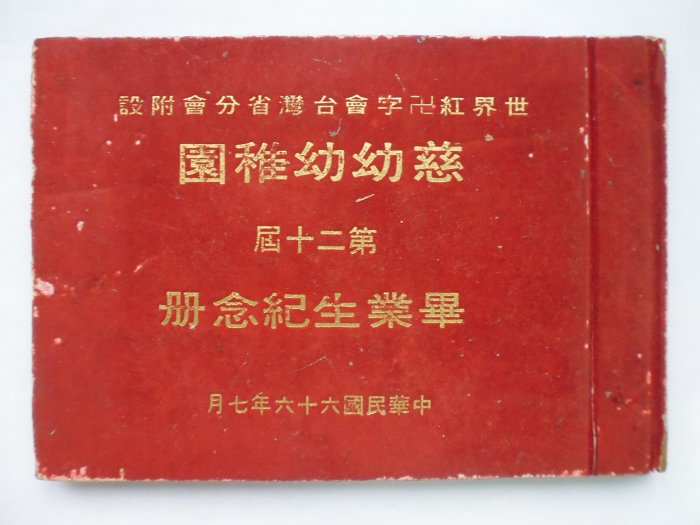 世界紅卍字會台灣省分會附設
慈幼幼稚園
第二十屆
畢業生紀念册
中華民國六十六年七月